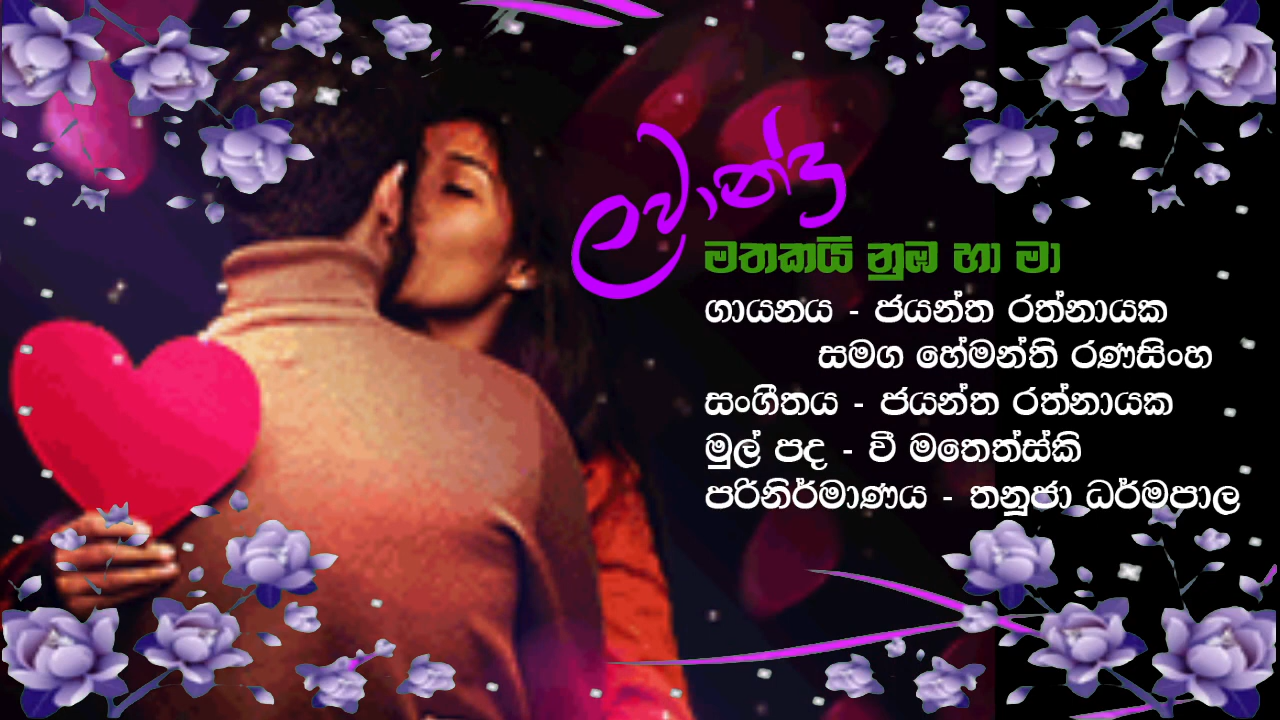 ලවාන්ද්‍ර
මතකයි නුඹ හා මා
ගායනය - ජයන්ත රත්නායක
සමග හේමන්ති රණසිංහ
සංගීතය - ජයන්ත රත්නායක
මුල් පද - වී මතෙත්ස්කි
පරිනිර්මාණය - තනූජා ධර්මපාල